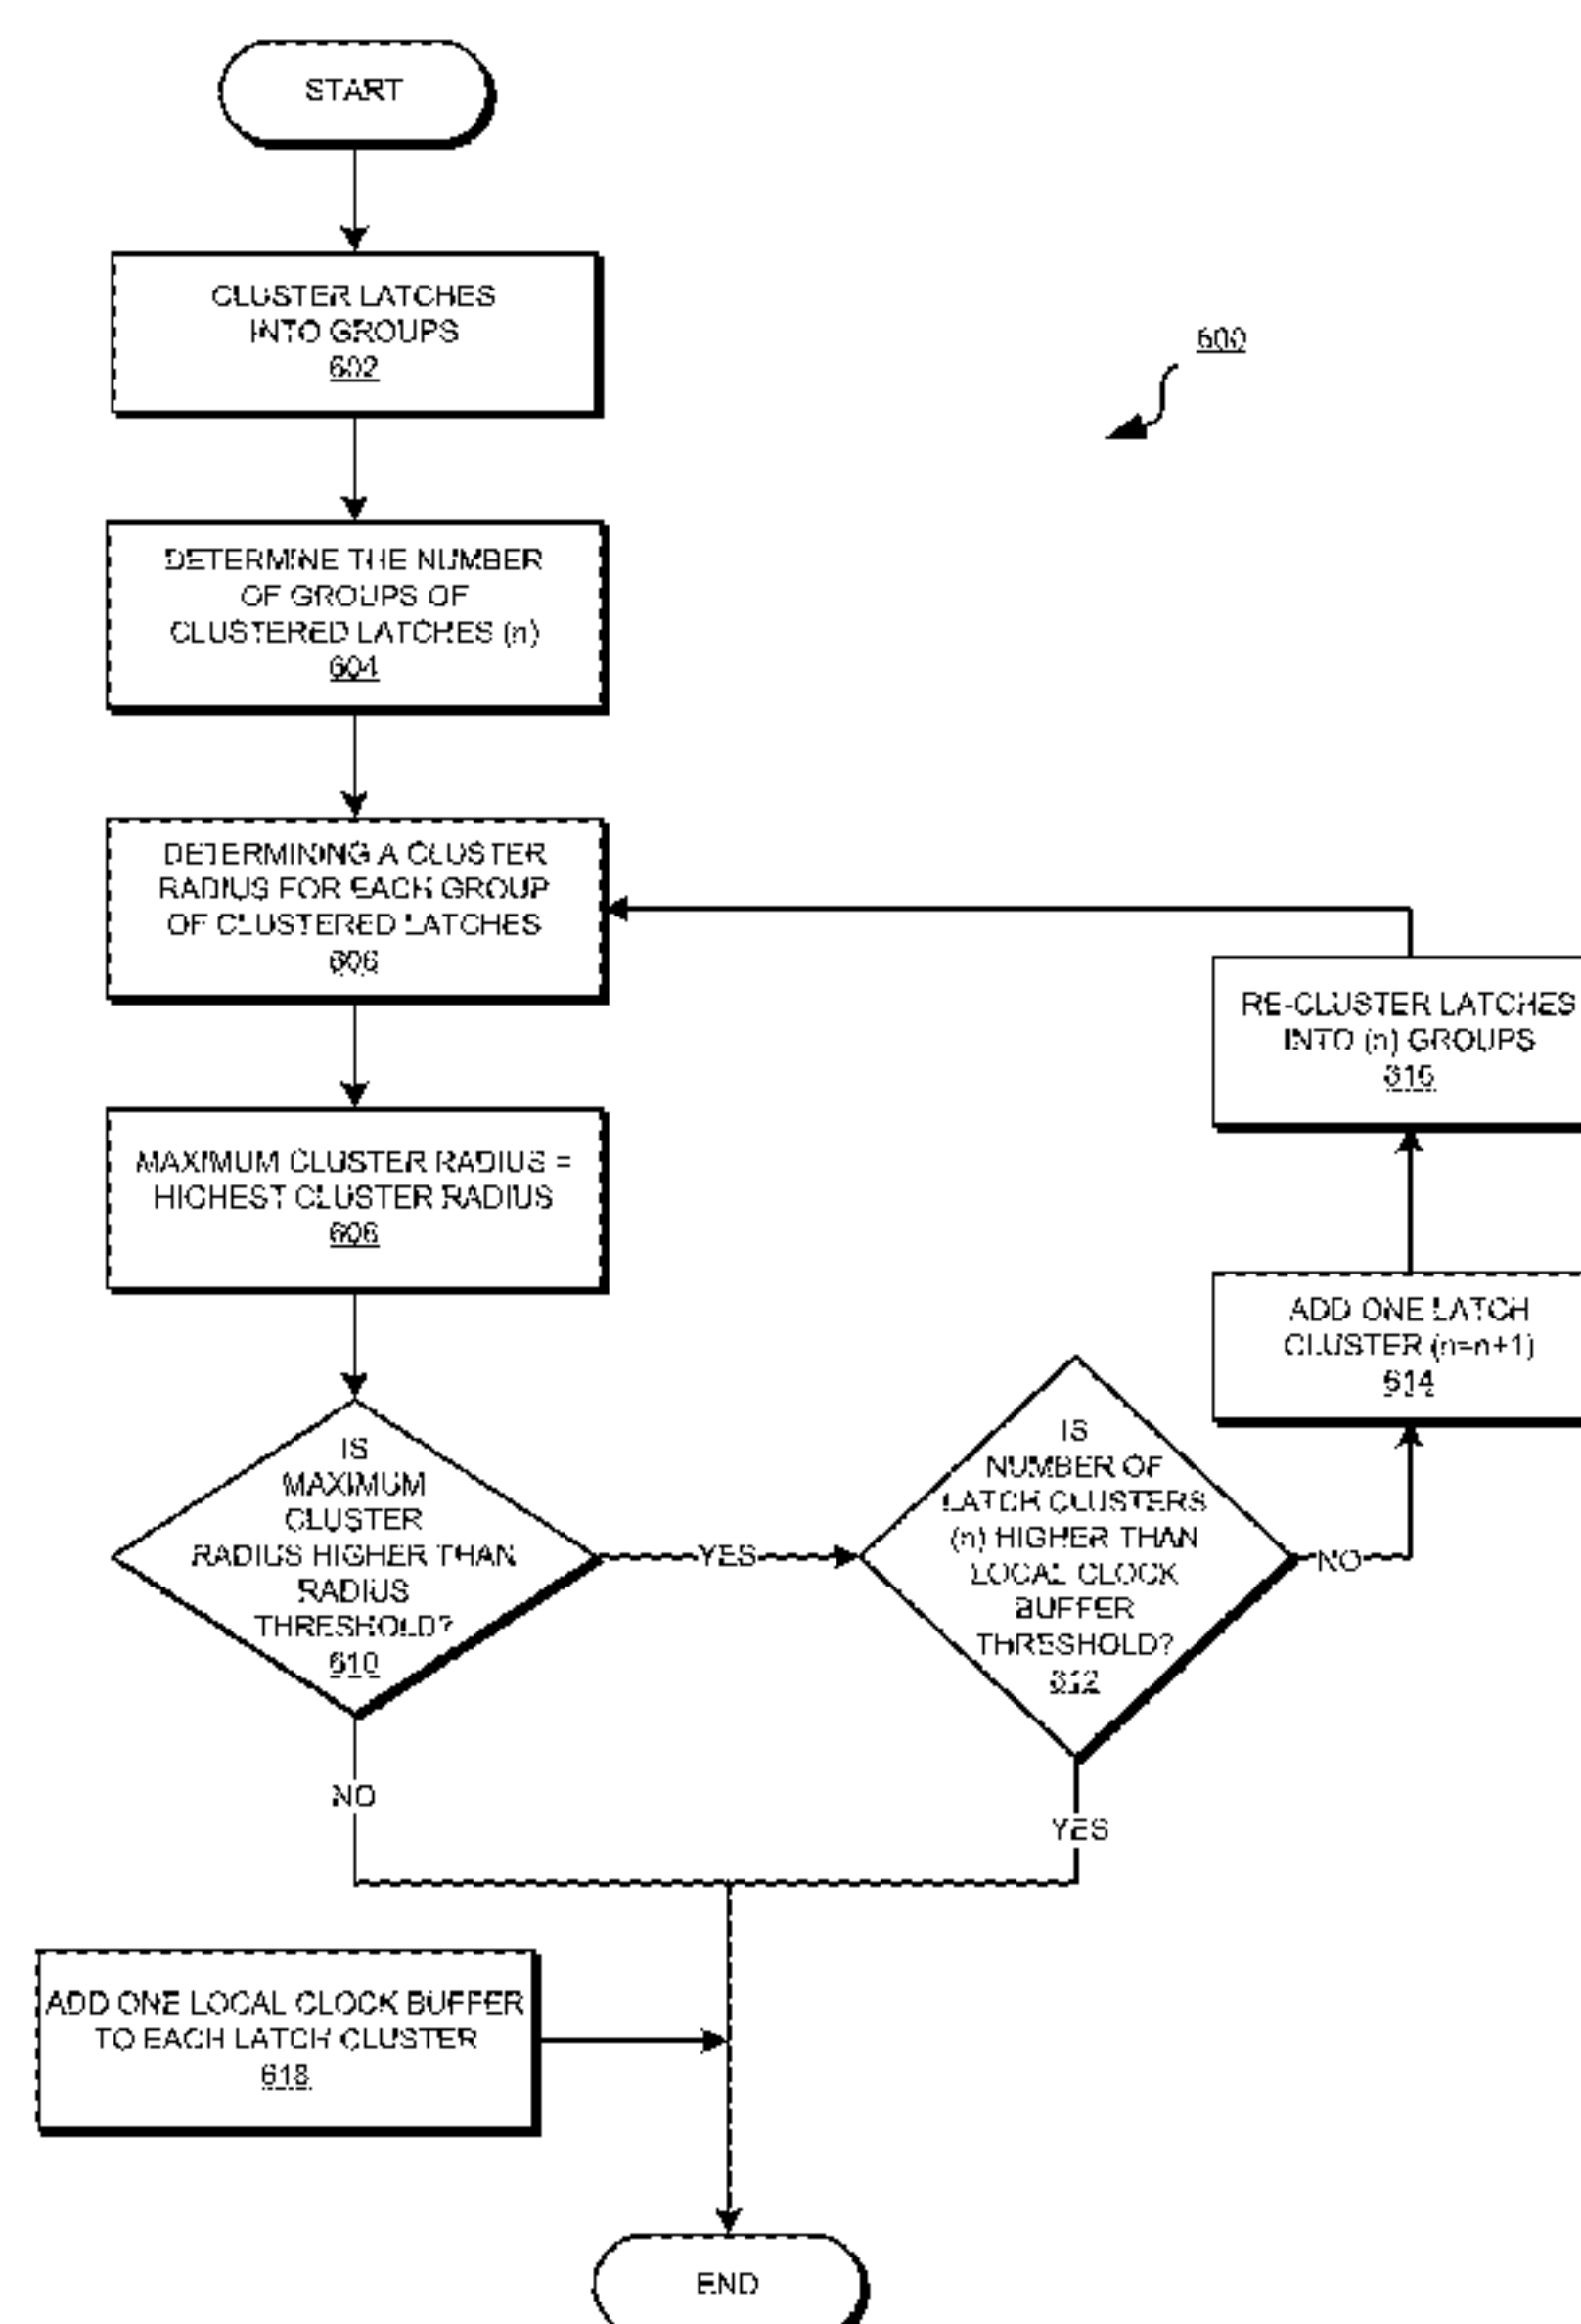 START
CLUSTER LATCHES
INTO GROUPS
602
600
DETERMINE THE NUMBER
OF GROUPS OF
CLUSTERED LATCHES (n)
604
DETERMINING A CLUSTER
RADIUS FOR EACH GROUP
OF CLUSTERED LATCHES
606
RE-CLUSTER LATCHES
INTO (n) GROUPS
616
MAXIMUM CLUSTER RADIUS =
HIGHEST CLUSTER RADIUS
608
ADD ONE LATCH
CLUSTER (n=n+1)
614
IS
MAXIMUM
CLUSTER
RADIUS HIGHER THAN
RADIUS
THRESHOLD?
610
YES
IS
NUMBER OF
LATCH CLUSTERS
(n) HIGHER THAN
LOCAL CLOCK
BUFFER
THRESHOLD?
612
NO
NO
YES
ADD ONE LOCAL CLOCK BUFFER
TO EACH LATCH CLUSTER
618
END